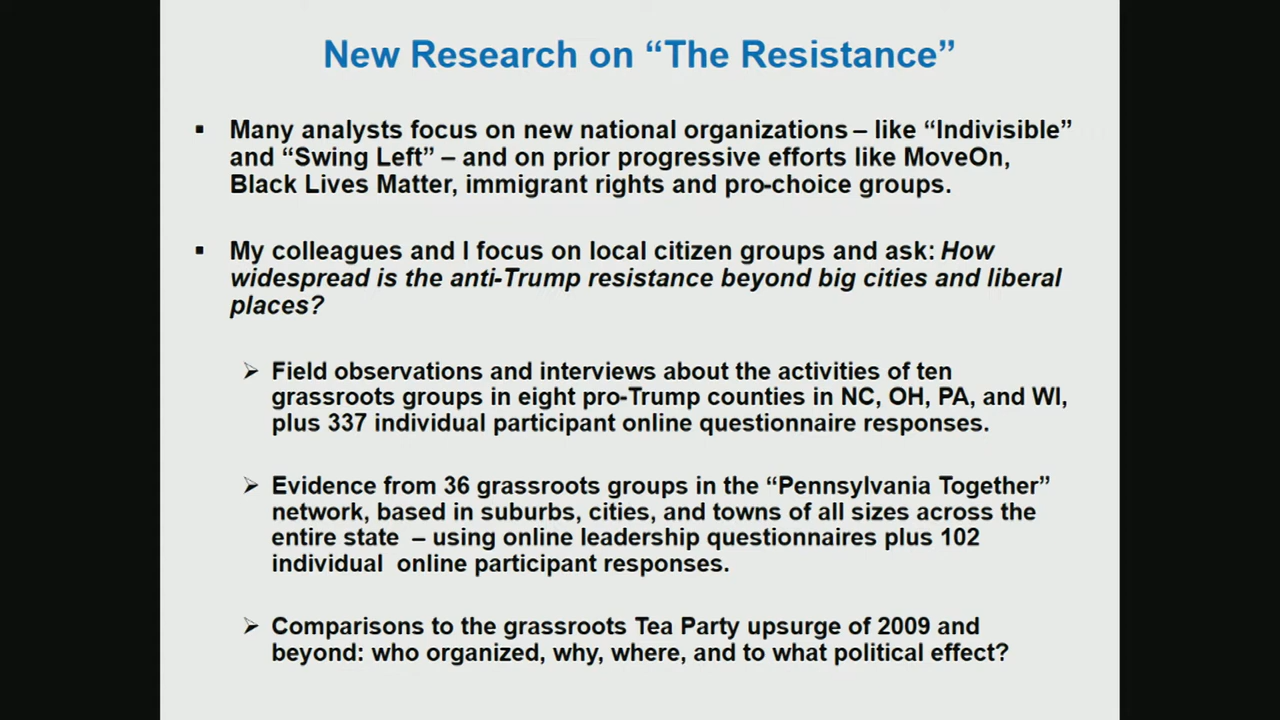 New Research on “The Resistance”
▪ Many analysts focus on new national organizations – like “Indivisible”
and “Swing Left” – and on prior progressive efforts like MoveOn,
Black Lives Matter, immigrant rights and pro-choice groups.
▪ My colleagues and I focus on local citizen groups and ask: How
widespread is the anti-Trump resistance beyond big cities and liberal
places?
➢ Field observations and interviews about the activities of ten
grassroots groups in eight pro-Trump counties in NC, OH, PA, and WI,
plus 337 individual participant online questionnaire responses.
➢ Evidence from 36 grassroots groups in the “Pennsylvania Together”
network, based in suburbs, cities, and towns of all sizes across the
entire state – using online leadership questionnaires plus 102
individual online participant responses.
➢ Comparisons to the grassroots Tea Party upsurge of 2009 and
beyond: who organized, why, where, and to what political effect?